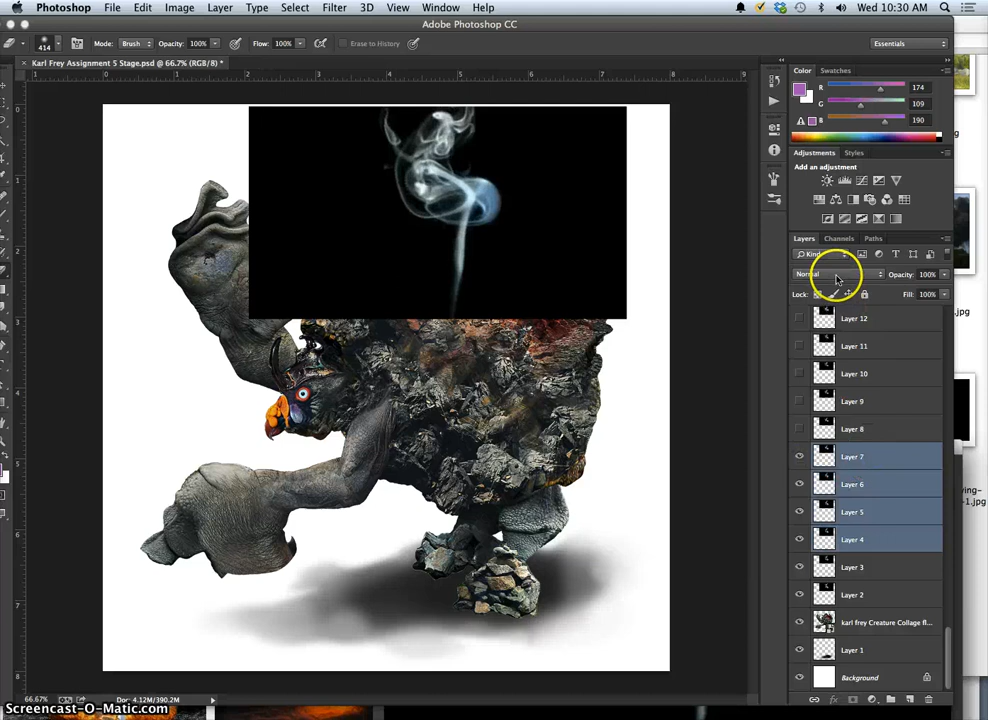 Photoshop File Edit Image Layer Type Select Filter 3D View Window Help Wed 10:30 AM
Adobe Photoshop CC
414 Mode: Brush Opacity: 100% Flow: 100% Erase to History Essentials
× Karl Frey Assignment 5 Stage.psd @ 66.7% (RGB/8) *
Color Swatches
R 174
G 109
B 190
Adjustments Styles
Add an adjustment
Layers Channels Paths
Kind
Normal Opacity: 100%
Lock: Fill: 100%
Layer 12
Layer 11
Layer 10
Layer 9
Layer 8
Layer 7
Layer 6
Layer 5
Layer 4
Layer 3
Layer 2
karl frey Creature Collage fl...
Layer 1
Background
66.67% Doc: 4.12M/390.2M
Screencast-O-Matic.com